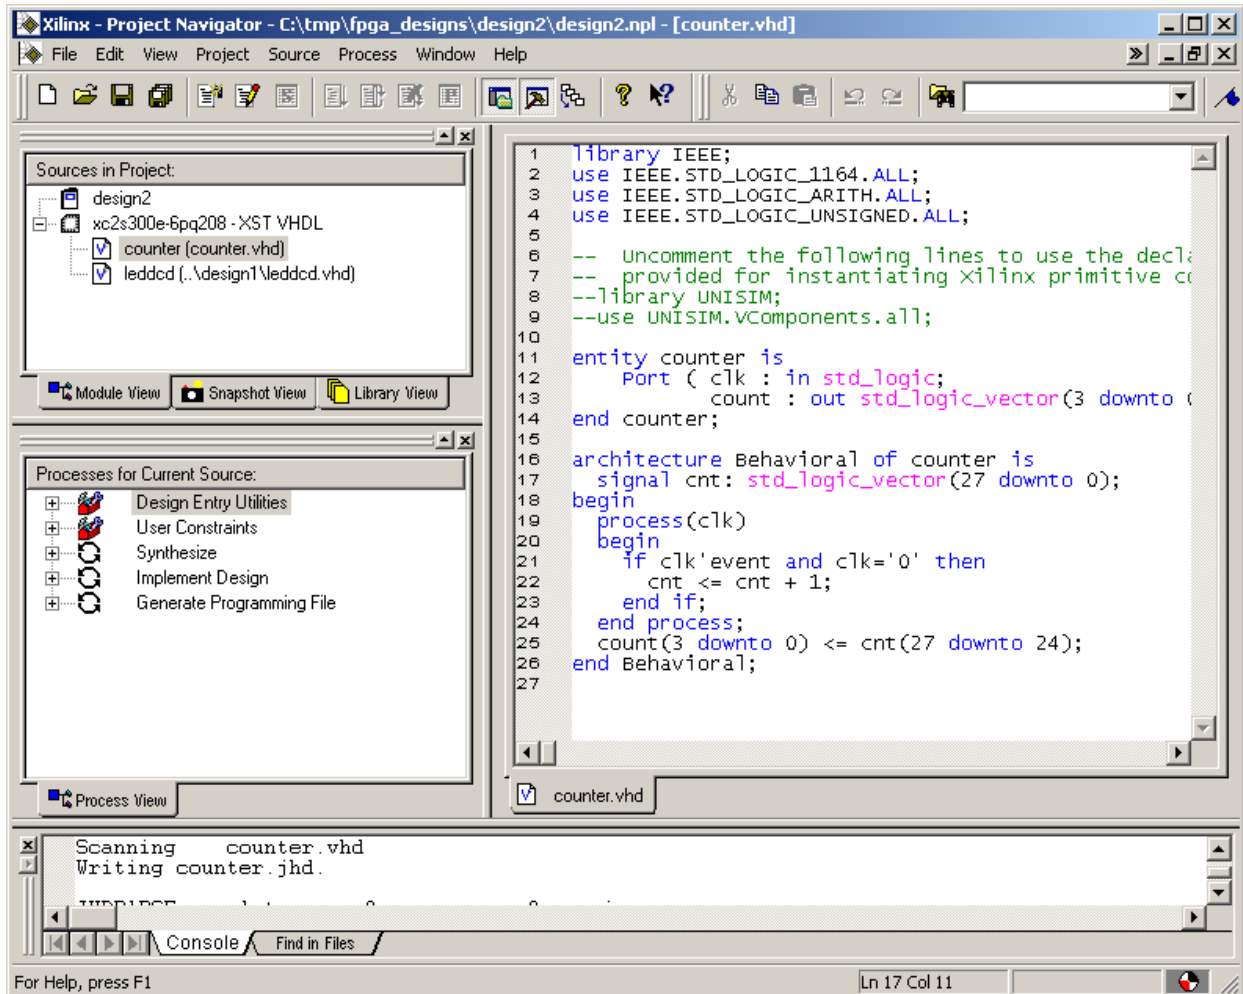 Xilinx - Project Navigator - C:\tmp\fpga_designs\design2\design2.npl - [counter.vhd]
File Edit View Project Source Process Window Help
Sources in Project:
design2
xc2s300e-6pq208 - XST VHDL
counter (counter.vhd)
leddcd (..\design1\leddcd.vhd)
Module View Snapshot View Library View
Processes for Current Source:
Design Entry Utilities
User Constraints
Synthesize
Implement Design
Generate Programming File
Process View
1 library IEEE;
2 use IEEE.STD_LOGIC_1164.ALL;
3 use IEEE.STD_LOGIC_ARITH.ALL;
4 use IEEE.STD_LOGIC_UNSIGNED.ALL;
5
6 -- Uncomment the following lines to use the decla
7 -- provided for instantiating Xilinx primitive co
8 --library UNISIM;
9 --use UNISIM.VComponents.all;
10
11 entity counter is
12 Port ( clk : in std_logic;
13 count : out std_logic_vector(3 downto 0
14 end counter;
15
16 architecture Behavioral of counter is
17 signal cnt: std_logic_vector(27 downto 0);
18 begin
19 process(clk)
20 begin
21 if clk'event and clk='0' then
22 cnt <= cnt + 1;
23 end if;
24 end process;
25 count(3 downto 0) <= cnt(27 downto 24);
26 end Behavioral;
27
counter.vhd
Scanning counter.vhd
Writing counter.jhd.
Console Find in Files
For Help, press F1
Ln 17 Col 11